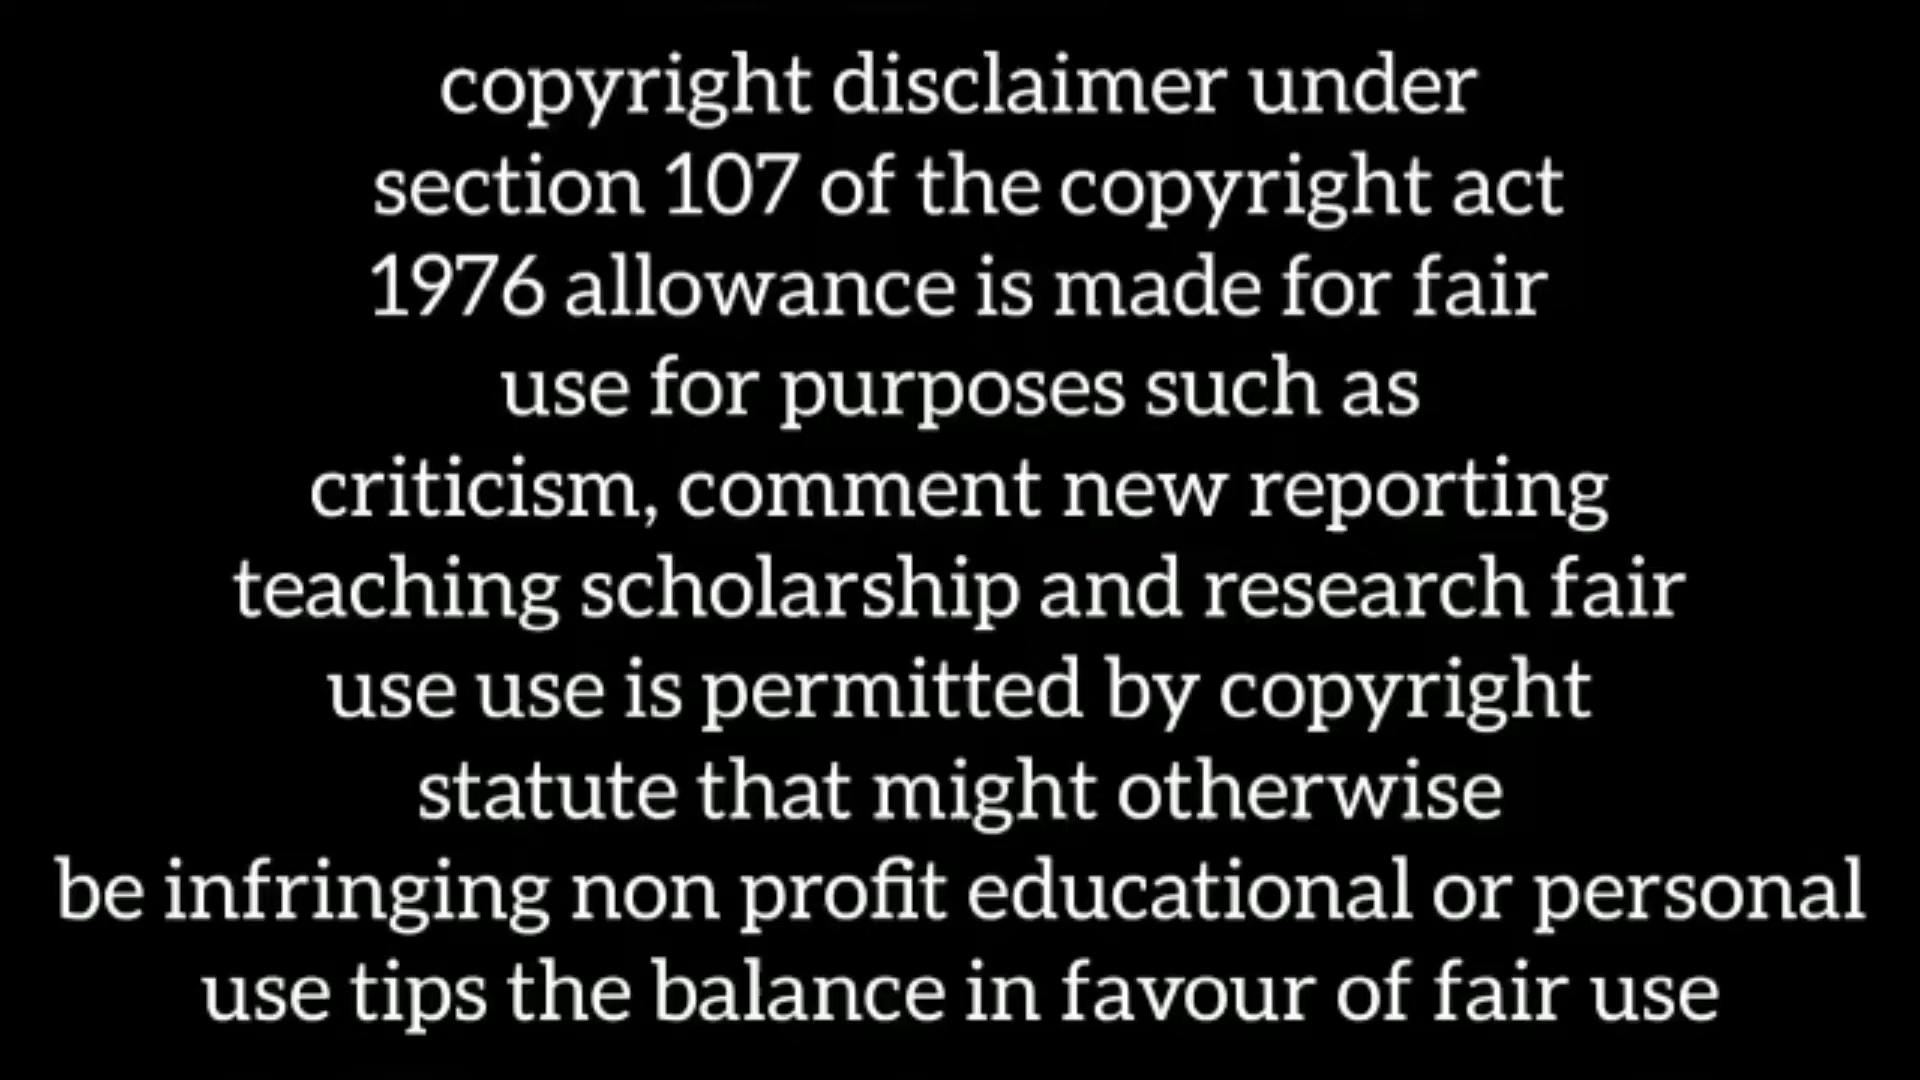 copyright disclaimer under
section 107 of the copyright act
1976 allowance is made for fair
use for purposes such as
criticism, comment new reporting
teaching scholarship and research fair
use use is permitted by copyright
statute that might otherwise
be infringing non profit educational or personal
use tips the balance in favour of fair use